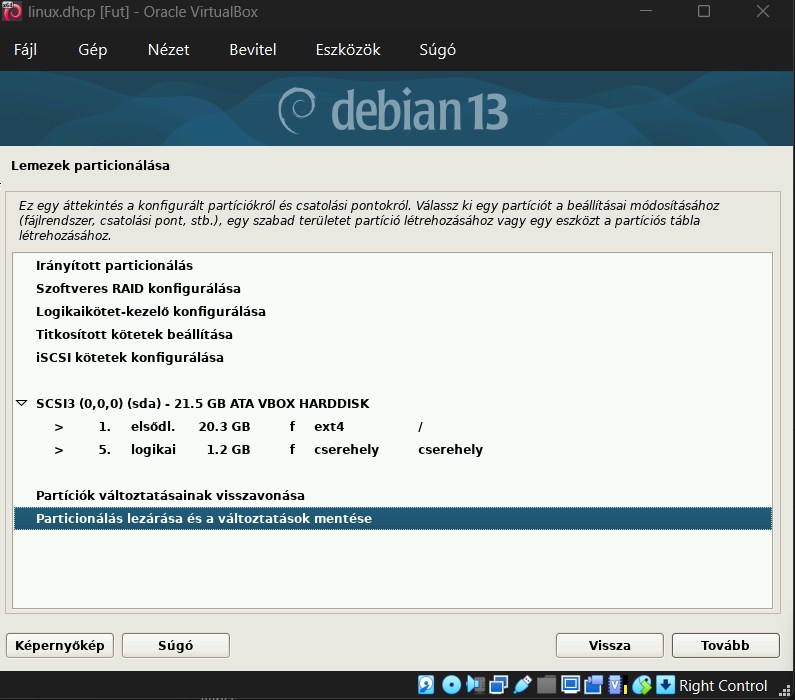 linux.dhcp [Fut] - Oracle VirtualBox
Fájl Gép Nézet Bevitel Eszközök Súgó
debian 13
Lemezek particionálása
Ez egy áttekintés a konfigurált partíciókról és csatolási pontokról. Válassz ki egy partíciót a beállításai módosításához
(fájlrendszer, csatolási pont, stb.), egy szabad területet partíció létrehozásához vagy egy eszközt a partíciós tábla
létrehozásához.
Irányított particionálás
Szoftveres RAID konfigurálása
Logikaikötet-kezelő konfigurálása
Titkosított kötetek beállítása
iSCSI kötetek konfigurálása
SCSI3 (0,0,0) (sda) - 21.5 GB ATA VBOX HARDDISK
> 1. elsődl. 20.3 GB f ext4 /
> 5. logikai 1.2 GB f cserehely cserehely
Partíciók változtatásainak visszavonása
Particionálás lezárása és a változtatások mentése
Képernyőkép Súgó Vissza Tovább
Right Control